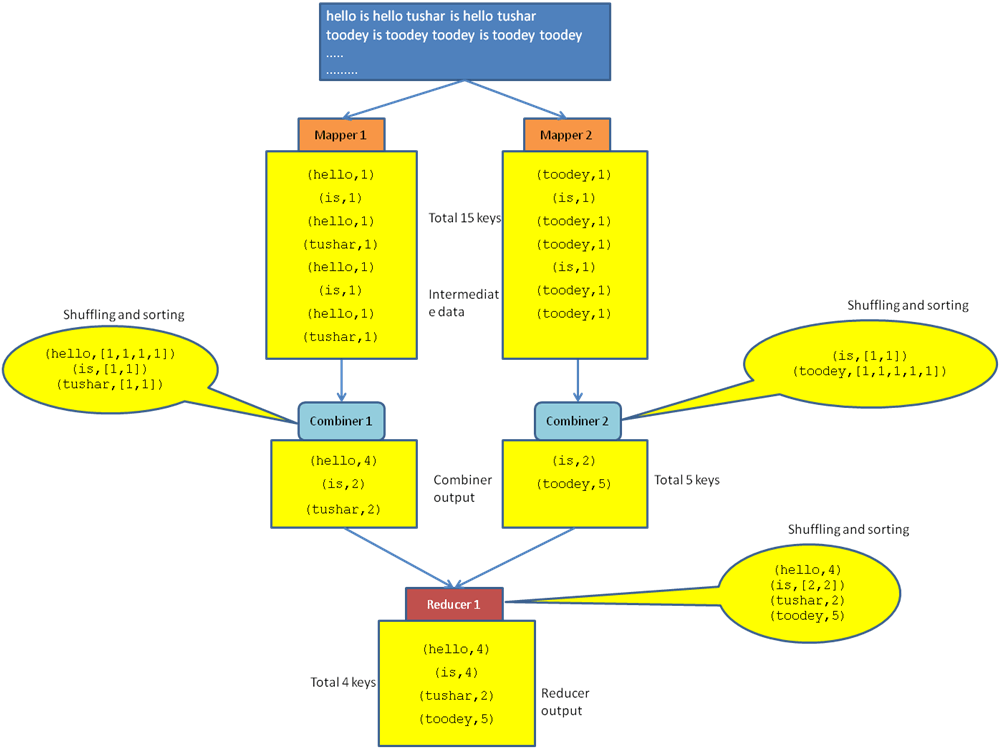 hello is hello tushar is hello tushar
toodey is toodey toodey is toodey toodey
.....
.........
Mapper 1
(hello,1)
(is,1)
(hello,1)
(tushar,1)
(hello,1)
(is,1)
(hello,1)
(tushar,1)
Total 15 keys
Intermediat
e data
Mapper 2
(toodey,1)
(is,1)
(toodey,1)
(toodey,1)
(is,1)
(toodey,1)
(toodey,1)
Shuffling and sorting
(hello,[1,1,1,1])
(is,[1,1])
(tushar,[1,1])
Shuffling and sorting
(is,[1,1])
(toodey,[1,1,1,1,1])
Combiner 1
(hello,4)
(is,2)
(tushar,2)
Combiner
output
Combiner 2
(is,2)
(toodey,5)
Total 5 keys
Shuffling and sorting
(hello,4)
(is,[2,2])
(tushar,2)
(toodey,5)
Reducer 1
Total 4 keys
(hello,4)
(is,4)
(tushar,2)
(toodey,5)
Reducer
output